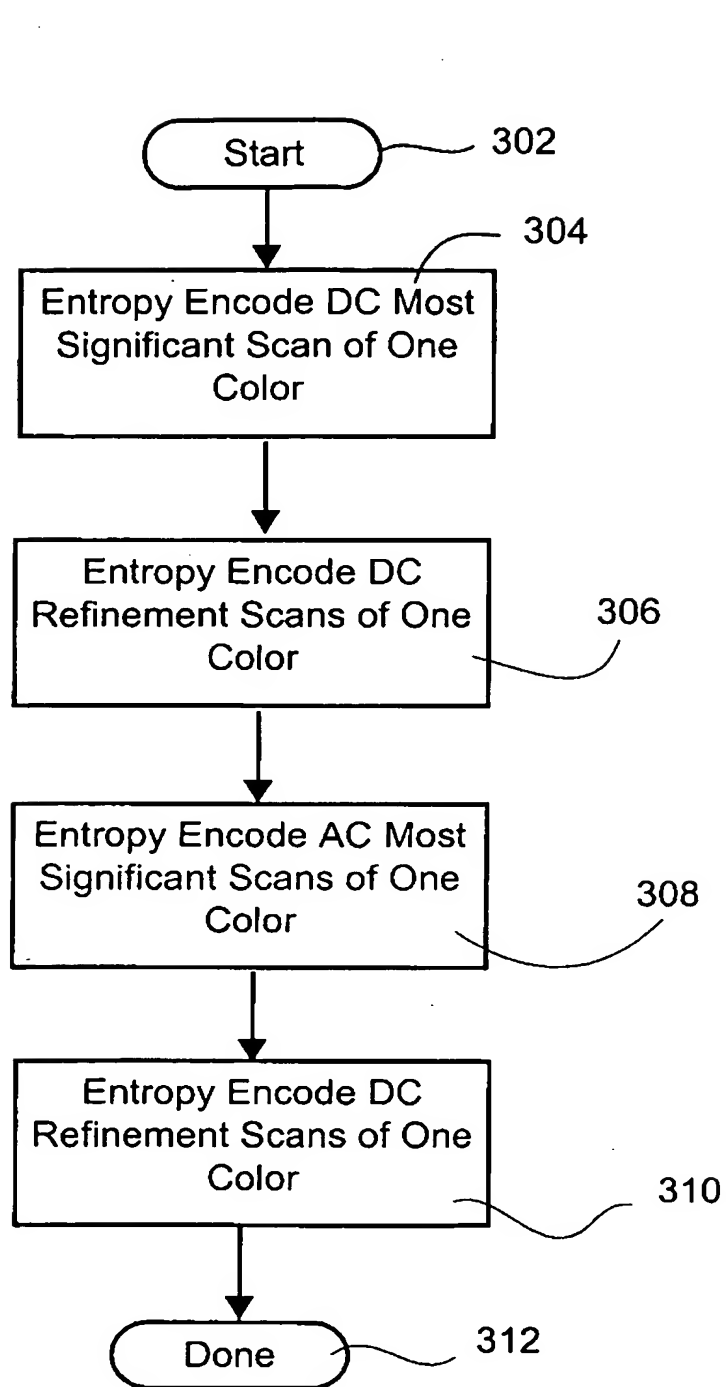 Start
302
304
Entropy Encode DC Most
Significant Scan of One
Color
Entropy Encode DC
Refinement Scans of One
Color
306
Entropy Encode AC Most
Significant Scans of One
Color
308
Entropy Encode DC
Refinement Scans of One
Color
310
Done
312